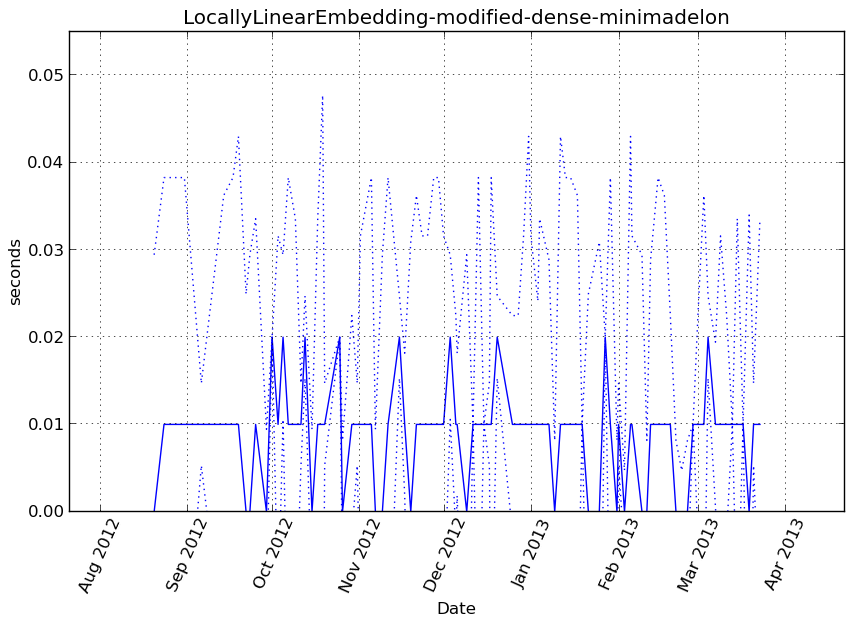 LocallyLinearEmbedding-modified-dense-minimadelon
0.05
0.04
0.03
0.02
0.01
0.00
seconds
Aug 2012
Sep 2012
Oct 2012
Nov 2012
Dec 2012
Jan 2013
Feb 2013
Mar 2013
Apr 2013
Date